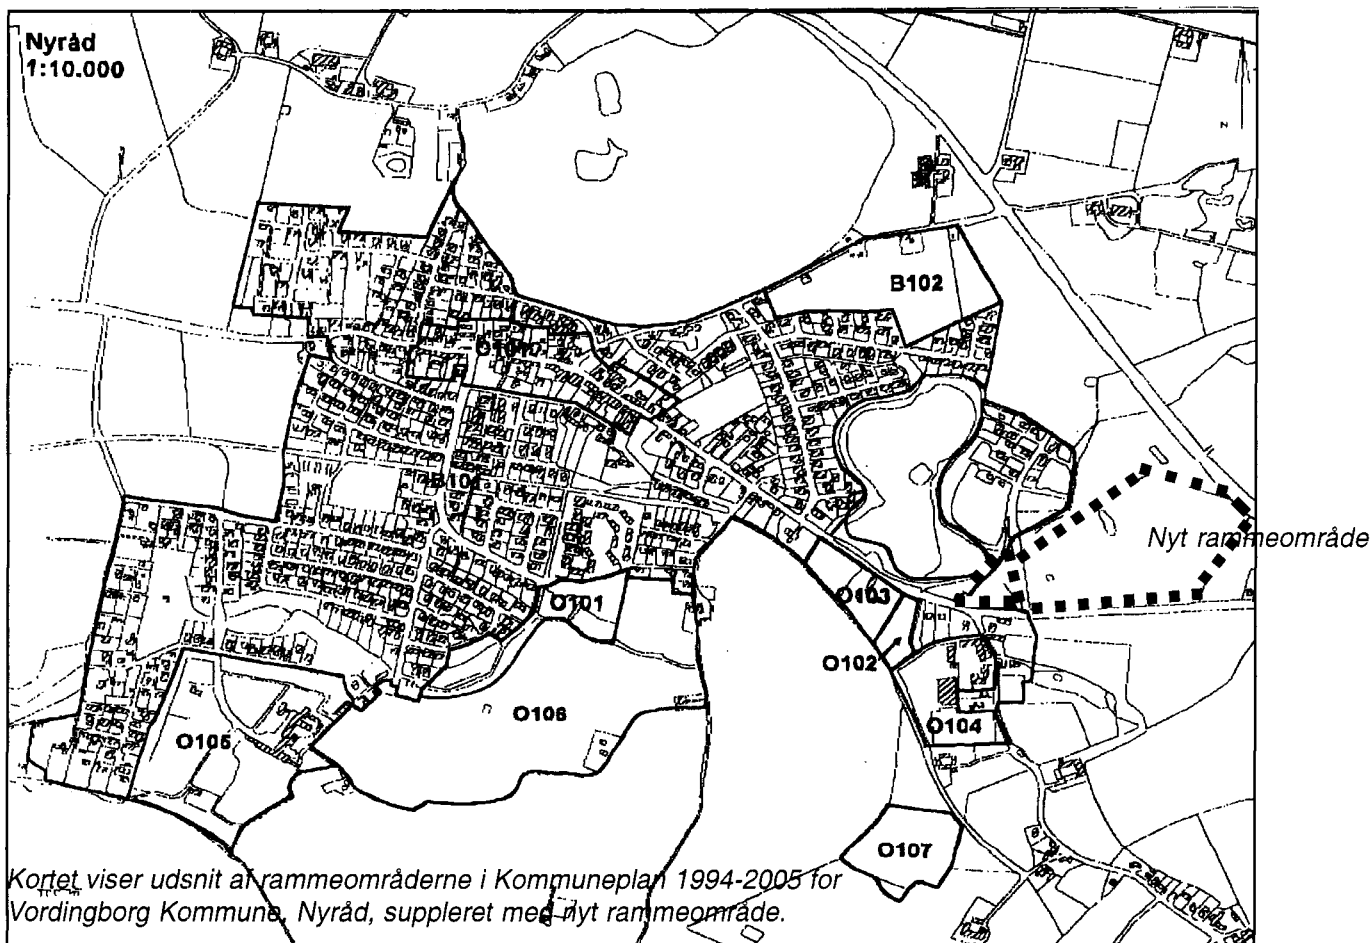 Nyråd
1:10.000
B102
B101
O101
O103
O102
O106
O105
O104
O107
Nyt rammeområde
Kortet viser udsnit af rammeområderne i Kommuneplan 1994-2005 for
Vordingborg Kommune, Nyråd, suppleret med nyt rammeområde.